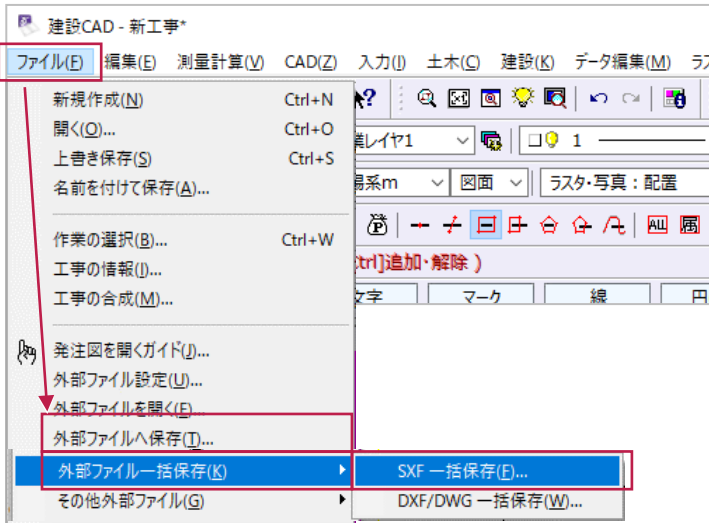 建設CAD - 新工事*
ファイル(F) 編集(E) 測量計算(V) CAD(Z) 入力(I) 土木(C) 建設(K) データ編集(M) ラス
新規作成(N) Ctrl+N
開く(O)...
上書き保存(S) Ctrl+S
名前を付けて保存(A)...
作業の選択(B)... Ctrl+W
工事の情報(I)...
工事の合成(M)...
発注図を開くガイド(J)...
外部ファイル設定(U)...
外部ファイルを開く(F)...
外部ファイルへ保存(T)...
外部ファイル一括保存(K)
その他外部ファイル(G)
SXF 一括保存(F)...
DXF/DWG 一括保存(W)...
業レイヤ1 1
系m 図面 ラスタ・写真：配置
ALL 属
trl]追加・解除 )
文字 マーク 線 円